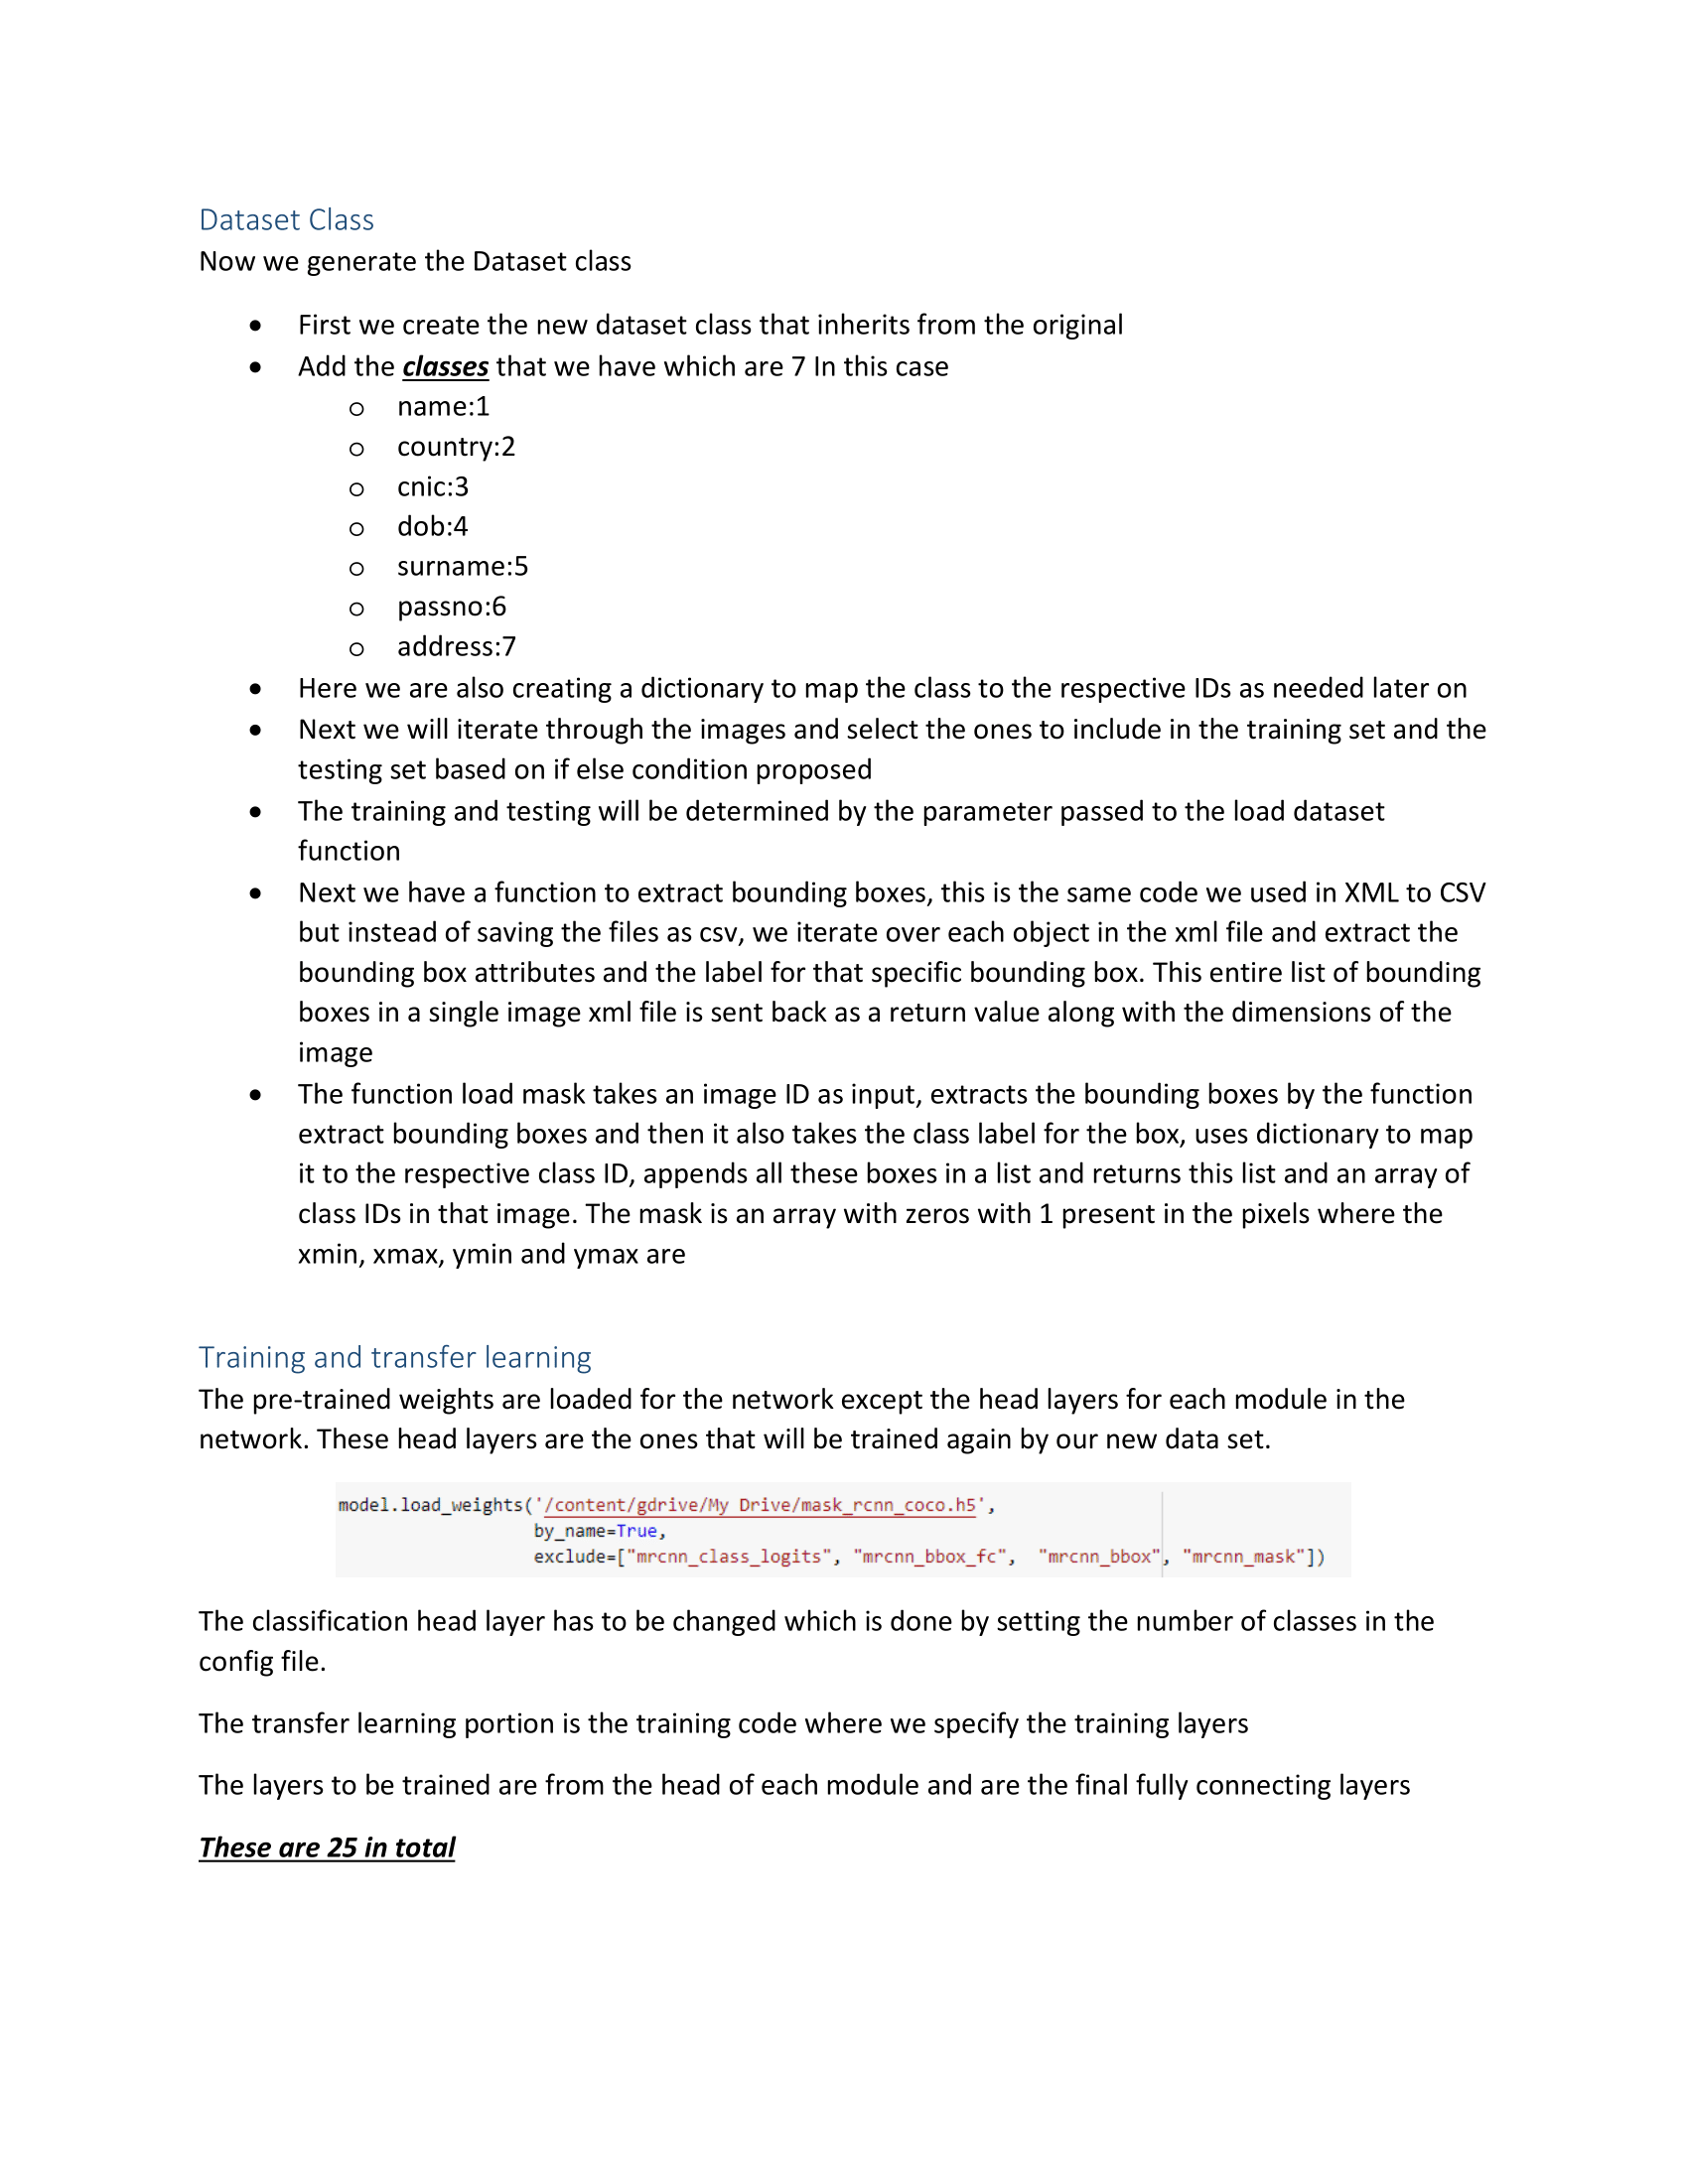 Dataset Class
Now we generate the Dataset class
• First we create the new dataset class that inherits from the original
• Add the classes that we have which are 7 In this case
o name:1
o country:2
o cnic:3
o dob:4
o surname:5
o passno:6
o address:7
• Here we are also creating a dictionary to map the class to the respective IDs as needed later on
• Next we will iterate through the images and select the ones to include in the training set and the
testing set based on if else condition proposed
• The training and testing will be determined by the parameter passed to the load dataset
function
• Next we have a function to extract bounding boxes, this is the same code we used in XML to CSV
but instead of saving the files as csv, we iterate over each object in the xml file and extract the
bounding box attributes and the label for that specific bounding box. This entire list of bounding
boxes in a single image xml file is sent back as a return value along with the dimensions of the
image
• The function load mask takes an image ID as input, extracts the bounding boxes by the function
extract bounding boxes and then it also takes the class label for the box, uses dictionary to map
it to the respective class ID, appends all these boxes in a list and returns this list and an array of
class IDs in that image. The mask is an array with zeros with 1 present in the pixels where the
xmin, xmax, ymin and ymax are
Training and transfer learning
The pre-trained weights are loaded for the network except the head layers for each module in the
network. These head layers are the ones that will be trained again by our new data set.
model.load_weights('/content/gdrive/My Drive/mask_rcnn_coco.h5',
by_name=True,
exclude=["mrcnn_class_logits", "mrcnn_bbox_fc", "mrcnn_bbox", "mrcnn_mask"])
The classification head layer has to be changed which is done by setting the number of classes in the
config file.
The transfer learning portion is the training code where we specify the training layers
The layers to be trained are from the head of each module and are the final fully connecting layers
These are 25 in total